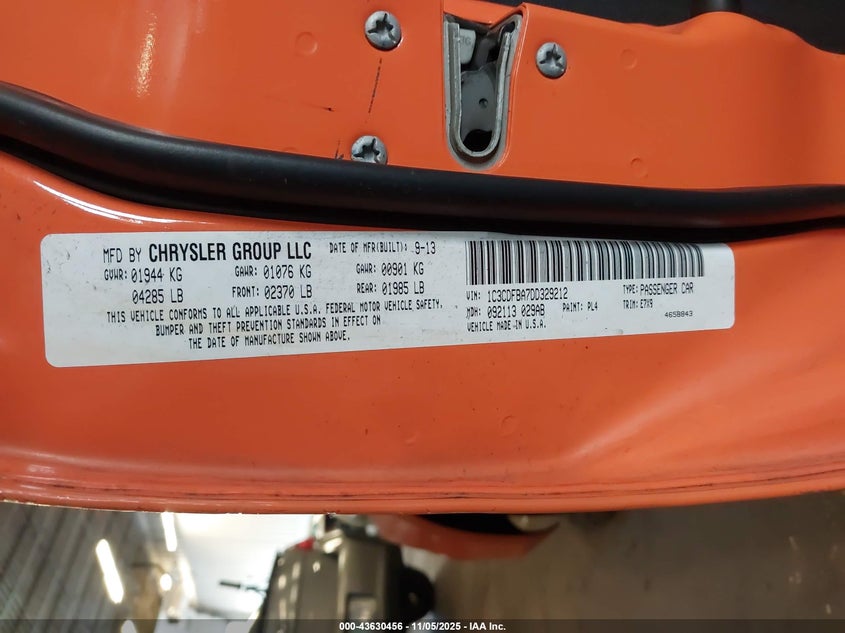 MFD BY CHRYSLER GROUP LLC DATE OF MFR(BUILT): 9-13
GVWR: 01944 KG GAWR: 01076 KG GAWR: 00901 KG
04285 LB FRONT: 02370 LB REAR: 01985 LB
THIS VEHICLE CONFORMS TO ALL APPLICABLE U.S.A. FEDERAL MOTOR VEHICLE SAFETY,
BUMPER AND THEFT PREVENTION STANDARDS IN EFFECT ON
THE DATE OF MANUFACTURE SHOWN ABOVE.
VIN: 1C3CDFBA7DD329212 TYPE: PASSENGER CAR
MDH: 092113 029AB PAINT: PL4 TRIM: E7X9
VEHICLE MADE IN U.S.A. 4658843
000-43630456 - 11/05/2025 - IAA Inc.